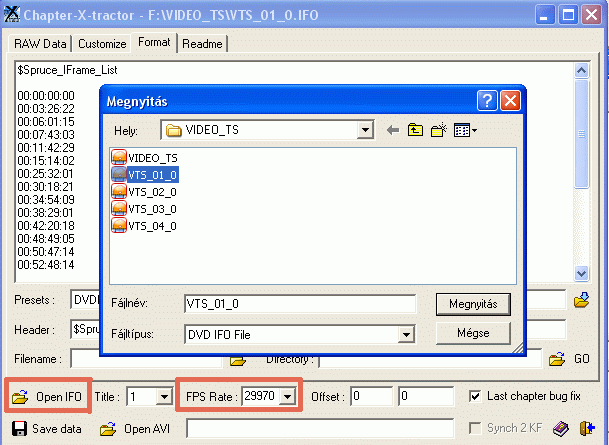 Chapter-X-tractor - F:\VIDEO_TS\VTS_01_0.IFO
RAW Data Customize Format Readme
$Spruce_IFrame_List
00:00:00:00
00:03:26:22
00:06:01:15
00:07:43:03
00:11:42:29
00:15:14:02
00:25:32:01
00:30:18:21
00:34:54:09
00:38:29:01
00:42:20:18
00:48:49:05
00:50:47:14
00:52:48:14
Megnyitás
Hely: VIDEO_TS
VIDEO_TS
VTS_01_0
VTS_02_0
VTS_03_0
VTS_04_0
Fájlnév: VTS_01_0 Megnyitás
Fájltípus: DVD IFO File Mégse
Presets : DVD
Header : $Spru
Filename : Directory : GO
Open IFO Title : 1 FPS Rate : 29970 Offset : 0 0 Last chapter bug fix
Save data Open AVI Synch 2 KF